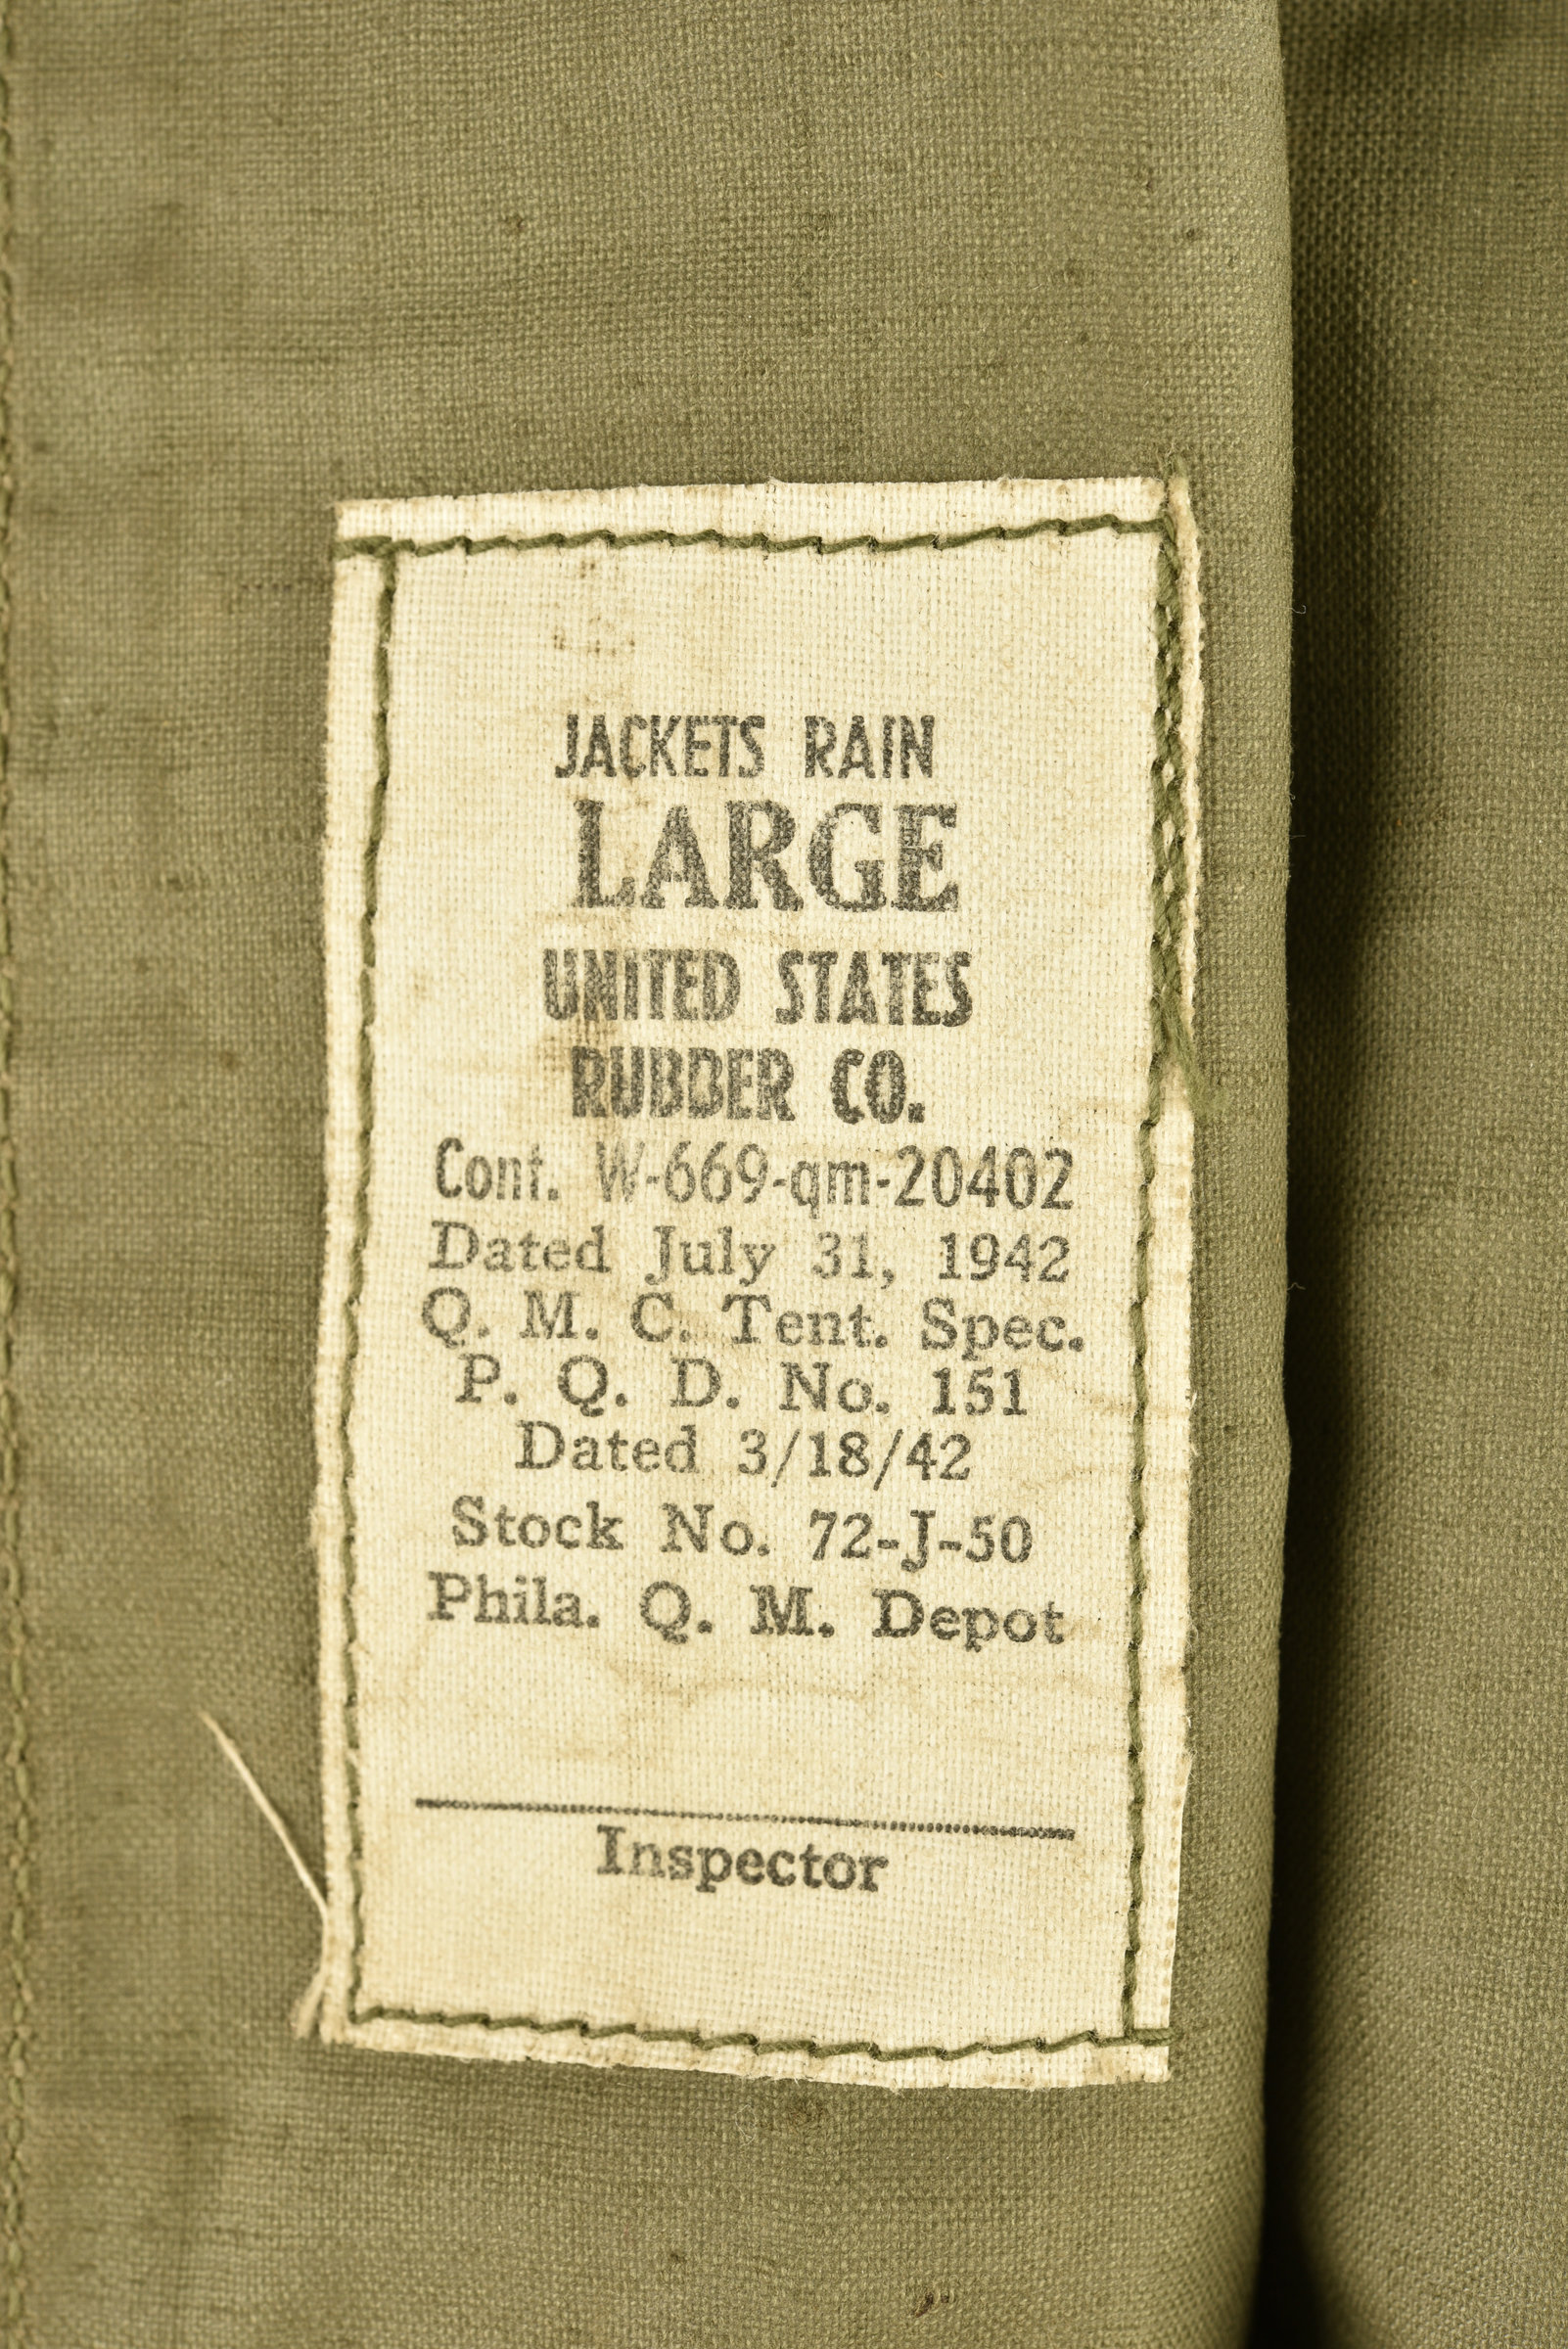 JACKETS RAIN
LARGE
UNITED STATES
RUBBER CO.
Cont. W-669-qm-20402
Dated July 31, 1942
Q. M. C. Tent. Spec.
P. Q. D. No. 151
Dated 3/18/42
Stock No. 72-J-50
Phila. Q. M. Depot
Inspector